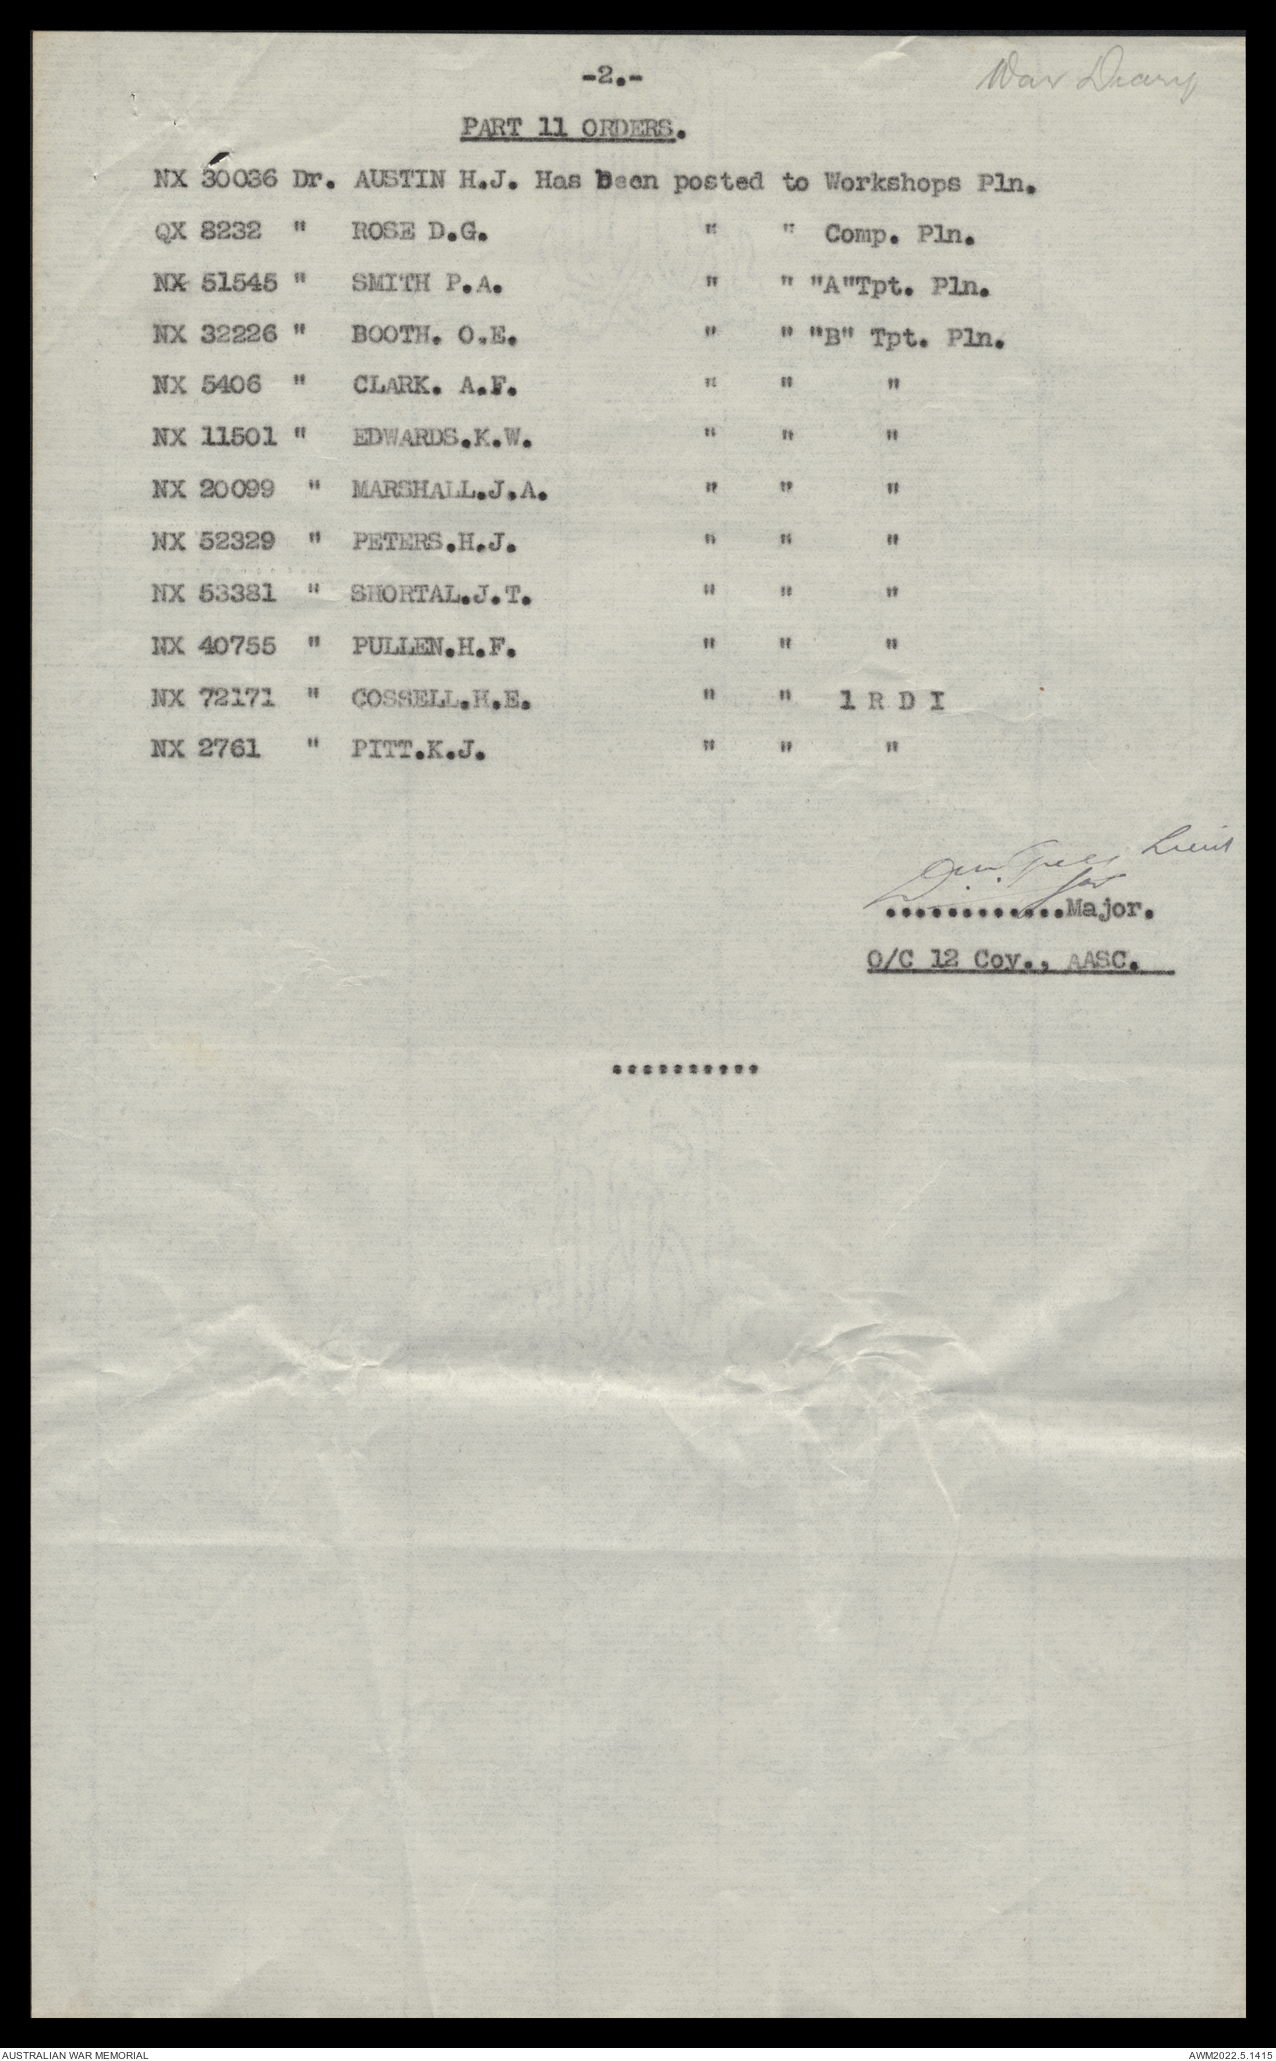 -2.-
War Diary
PART 11 ORDERS.
NX 30036 Dr. AUSTIN H.J. Has been posted to Workshops Pln.
QX 8232 " ROSE D.G. " " Comp. Pln.
NX 51545 " SMITH P.A. " " "A"Tpt. Pln.
NX 32226 " BOOTH. O.E. " " "B" Tpt. Pln.
NX 5406 " CLARK. A.F. " " "
NX 11501 " EDWARDS.K.W. " " "
NX 20099 " MARSHALL.J.A. " " "
NX 52329 " PETERS.H.J. " " "
NX 53381 " SHORTAL.J.T. " " "
NX 40755 " PULLEN.H.F. " " "
NX 72171 " COSSELL.H.E. " " 1 R D I
NX 2761 " PITT.K.J. " " "
Lieut
for
............Major.
O/C 12 Coy., AASC.
..........
AUSTRALIAN WAR MEMORIAL
AWM2022.5.1415